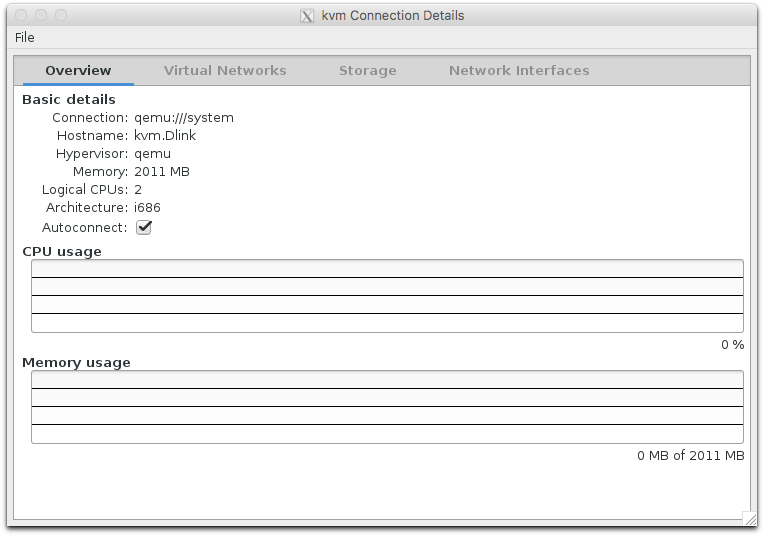 kvm Connection Details
File
Overview Virtual Networks Storage Network Interfaces
Basic details
Connection: qemu:///system
Hostname: kvm.Dlink
Hypervisor: qemu
Memory: 2011 MB
Logical CPUs: 2
Architecture: i686
Autoconnect:
CPU usage
0 %
Memory usage
0 MB of 2011 MB